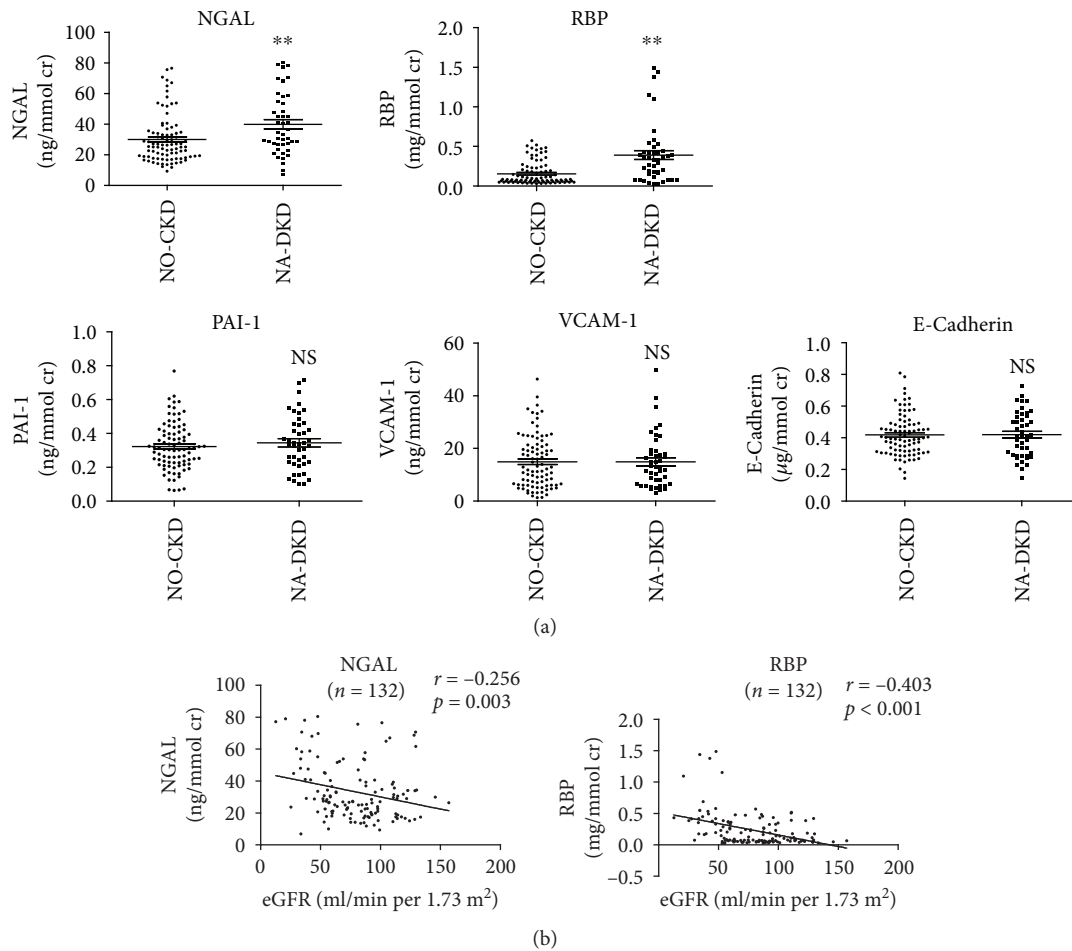 NGAL
NGAL
(ng/mmol cr)
100
80
60
40
20
0
**
NO-CKD
NA-DKD
RBP
RBP
(mg/mmol cr)
2.0
1.5
1.0
0.5
0.0
**
NO-CKD
NA-DKD
PAI-1
PAI-1
(ng/mmol cr)
1.0
0.8
0.6
0.4
0.2
0.0
NS
NO-CKD
NA-DKD
VCAM-1
VCAM-1
(ng/mmol cr)
60
40
20
0
NS
NO-CKD
NA-DKD
E-Cadherin
E-Cadherin
(μg/mmol cr)
1.0
0.8
0.6
0.4
0.2
0.0
NS
NO-CKD
NA-DKD
(a)
NGAL
(n = 132)
r = –0.256
p = 0.003
NGAL
(ng/mmol cr)
100
80
60
40
20
0
0 50 100 150 200
eGFR (ml/min per 1.73 m²)
RBP
(n = 132)
r = –0.403
p < 0.001
RBP
(mg/mmol cr)
2.0
1.5
1.0
0.5
0.0
–0.5
50 100 150 200
eGFR (ml/min per 1.73 m²)
(b)